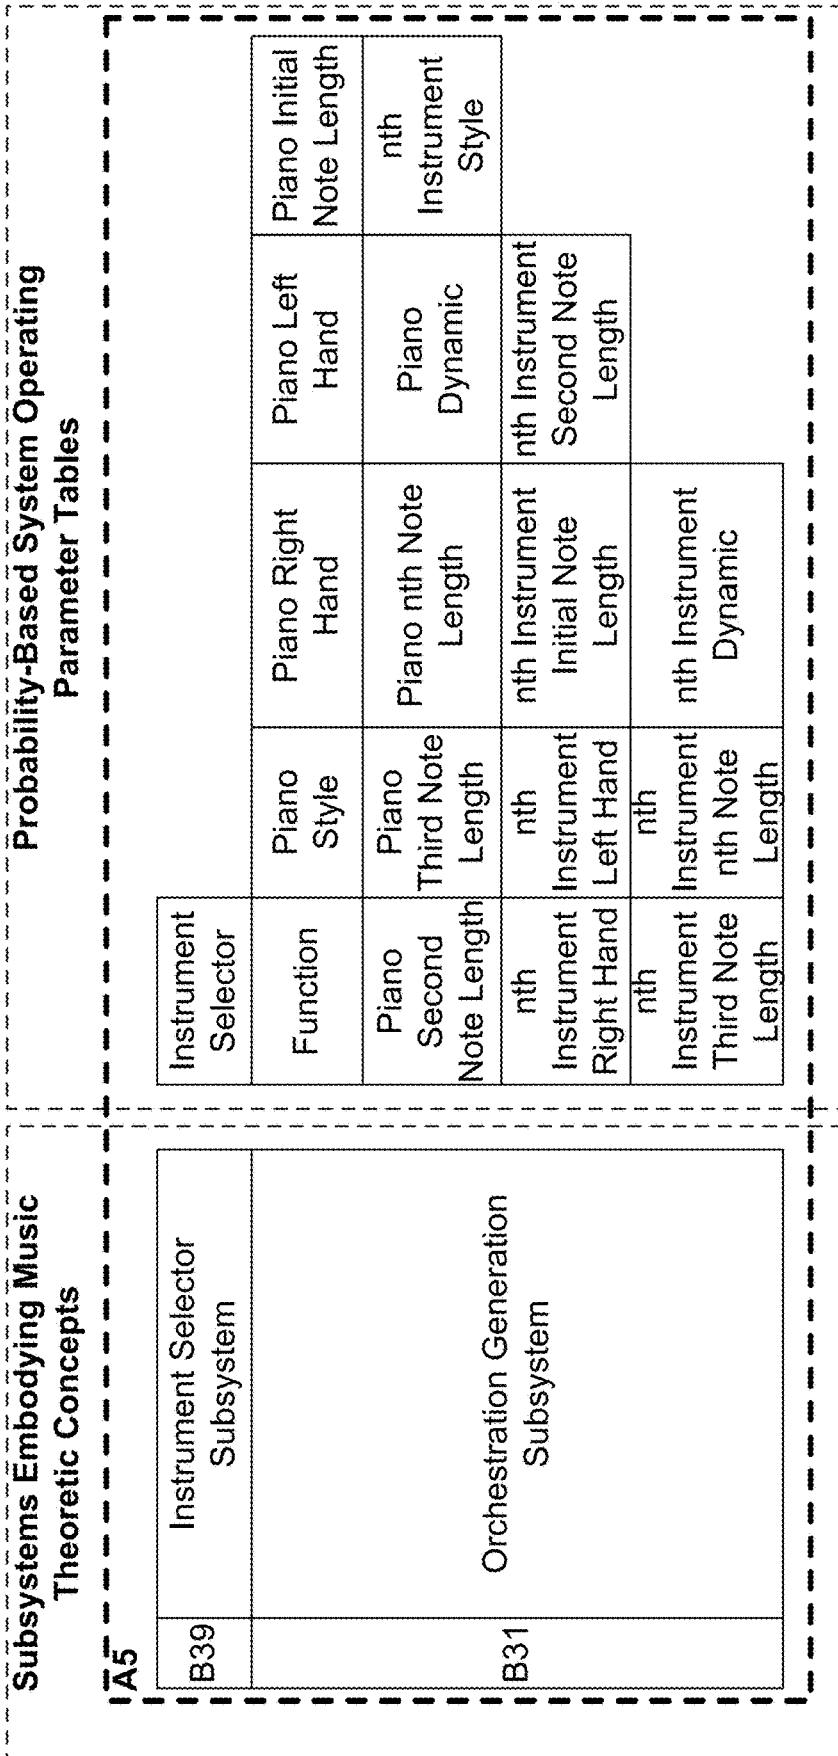 Subsystems Embodying Music
Theoretic Concepts
Probability-Based System Operating
Parameter Tables
A5
B39
Instrument Selector
Subsystem
Instrument
Selector
B31
Orchestration Generation
Subsystem
Function
Piano
Style
Piano Right
Hand
Piano Left
Hand
Piano Initial
Note Length
Piano
Second
Note Length
Piano
Third Note
Length
Piano nth Note
Length
Piano
Dynamic
nth
Instrument
Style
nth
Instrument
Right Hand
nth
Instrument
Left Hand
nth Instrument
Initial Note
Length
nth Instrument
Second Note
Length
nth
Instrument
Third Note
Length
nth
Instrument
nth Note
Length
nth Instrument
Dynamic